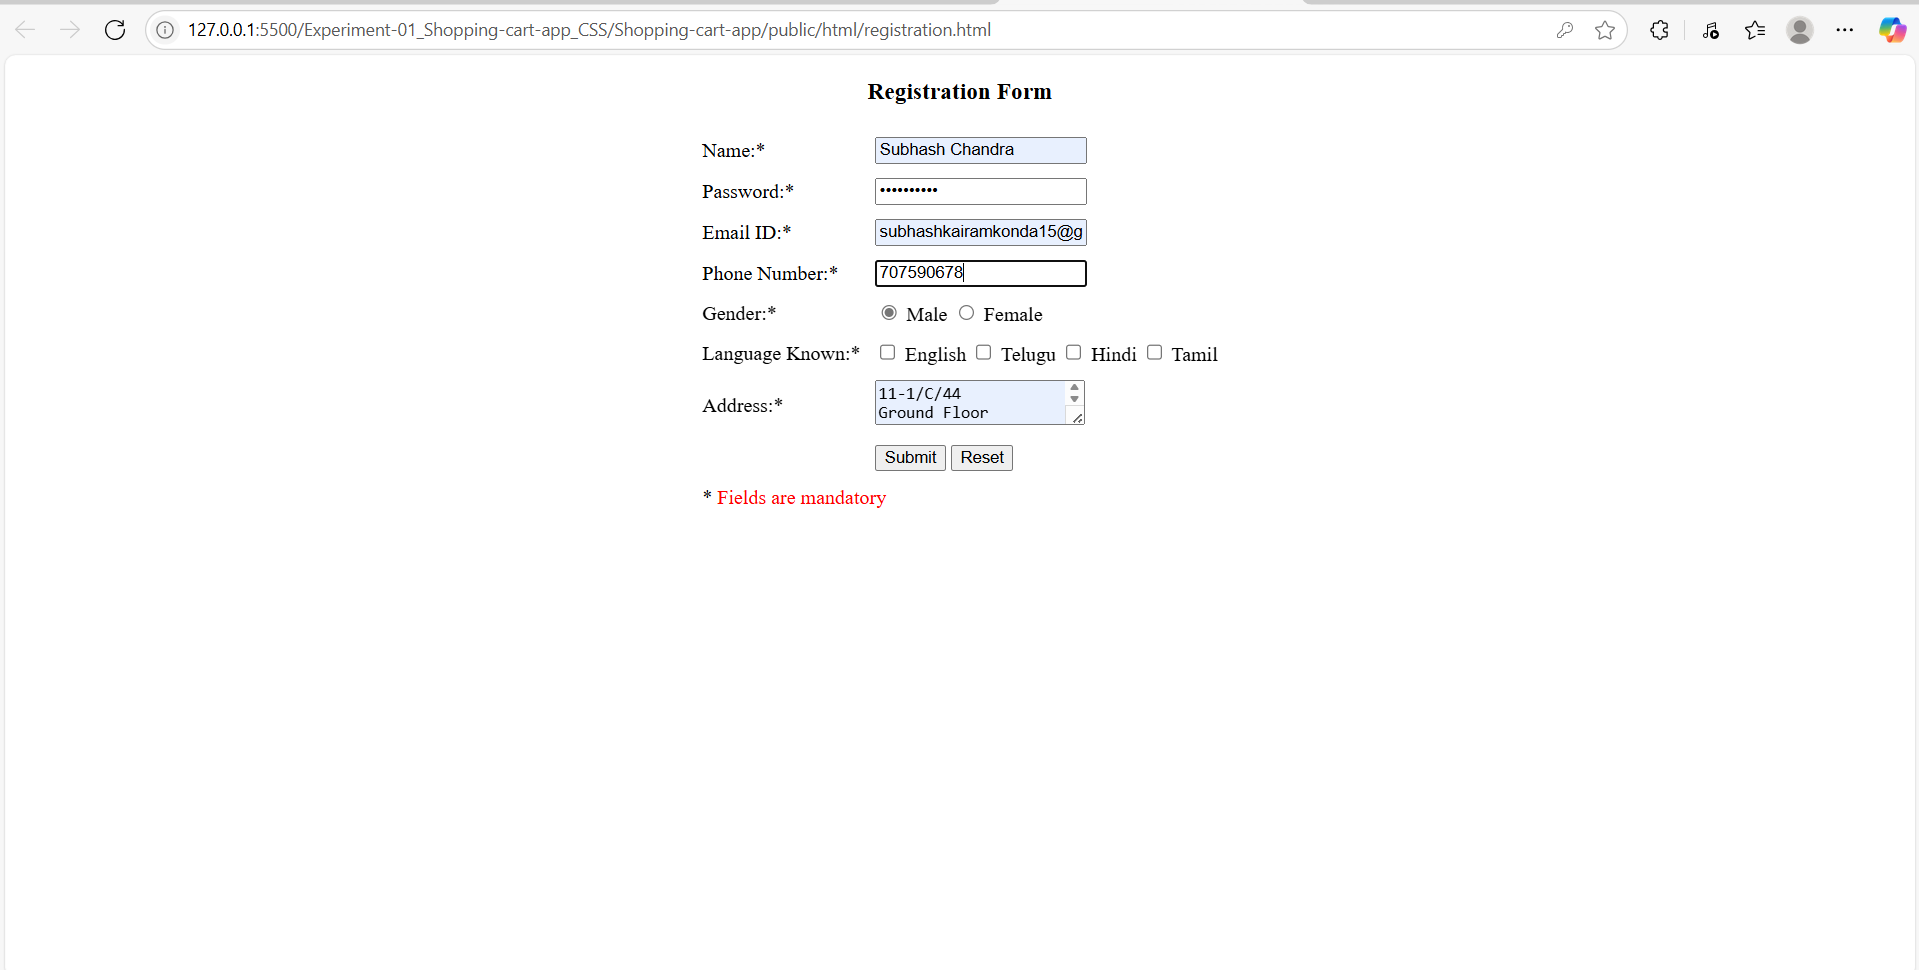 127.0.0.1:5500/Experiment-01_Shopping-cart-app_CSS/Shopping-cart-app/public/html/registration.html
Registration Form
Name:* Subhash Chandra
Password:* ••••••••••
Email ID:* subhashkairamkonda15@g
Phone Number:* 707590678
Gender:* Male Female
Language Known:* English Telugu Hindi Tamil
Address:* 11-1/C/44
Ground Floor
Submit Reset
* Fields are mandatory